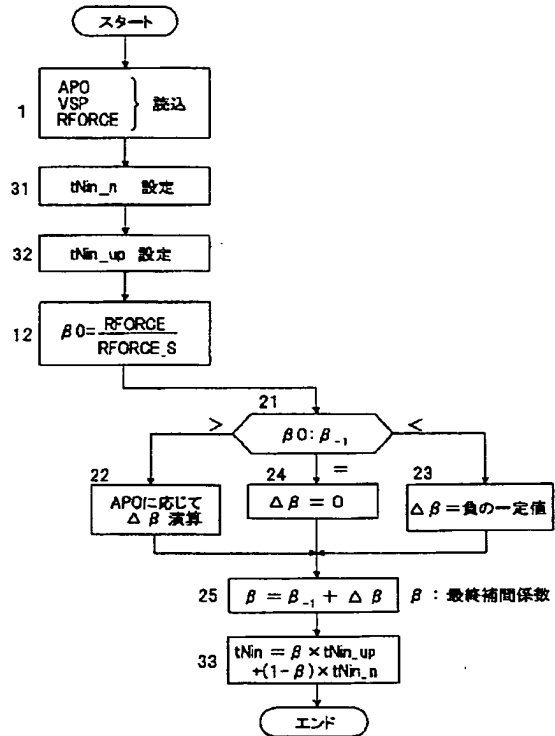 スタート
1
APO
VSP
RFORCE
読込
31
tNin_n 設定
32
tNin_up 設定
12
β0=RFORCE
RFORCE_S
21
>
β0:β-1
<
22
APOに応じて
Δβ 演算
24
=
Δβ=0
23
Δβ=負の一定値
25
β=β-1+Δβ
β:最終補間係数
33
tNin=β×tNin_up
+(1-β)×tNin_n
エンド